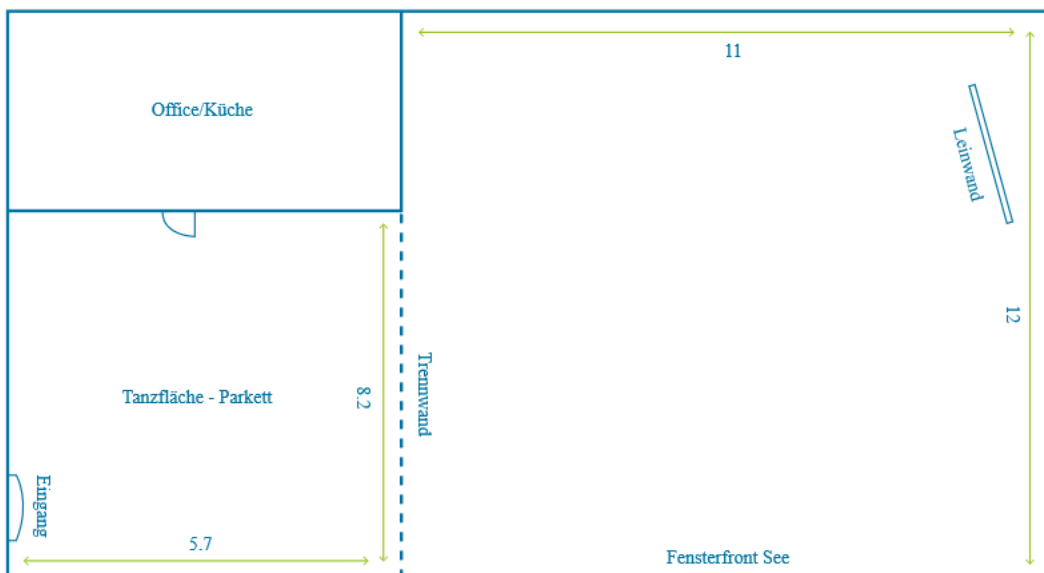 11
Office/Küche
Leinwand
12
Trennwand
8.2
Tanzfläche - Parkett
Eingang
5.7
Fensterfront See